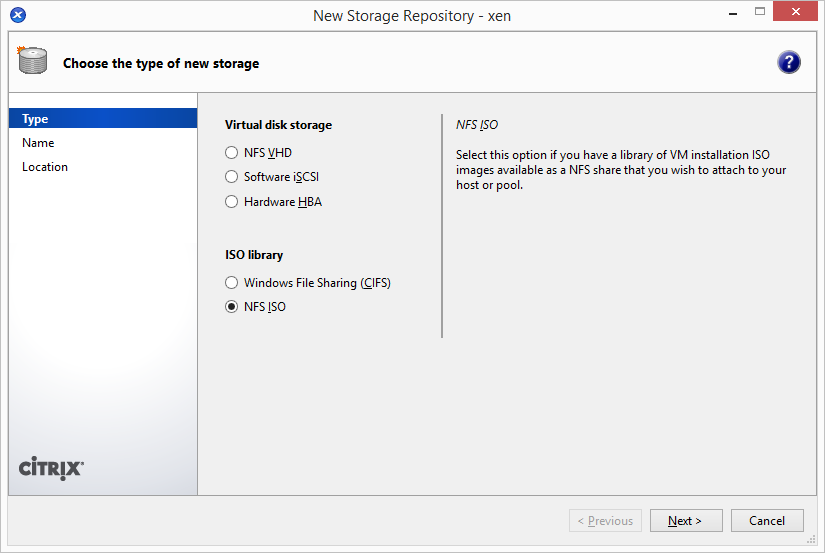 New Storage Repository - xen
Choose the type of new storage
?
Type
Name
Location
Virtual disk storage
NFS VHD
Software iSCSI
Hardware HBA
ISO library
Windows File Sharing (CIFS)
NFS ISO
NFS ISO
Select this option if you have a library of VM installation ISO
images available as a NFS share that you wish to attach to your
host or pool.
CİTRIX
< Previous
Next >
Cancel